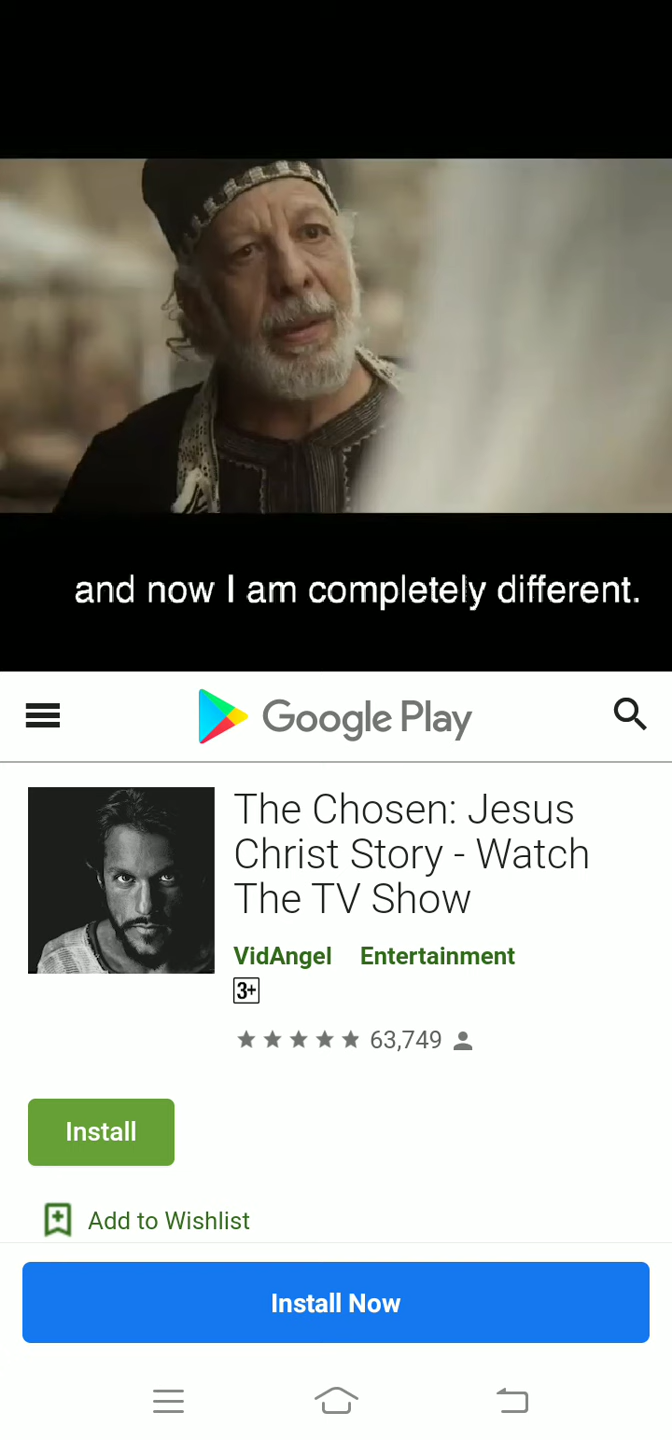 and now I am completely different.
Google Play
The Chosen: Jesus
Christ Story - Watch
The TV Show
VidAngel Entertainment
3+
63,749
Install
Add to Wishlist
Install Now